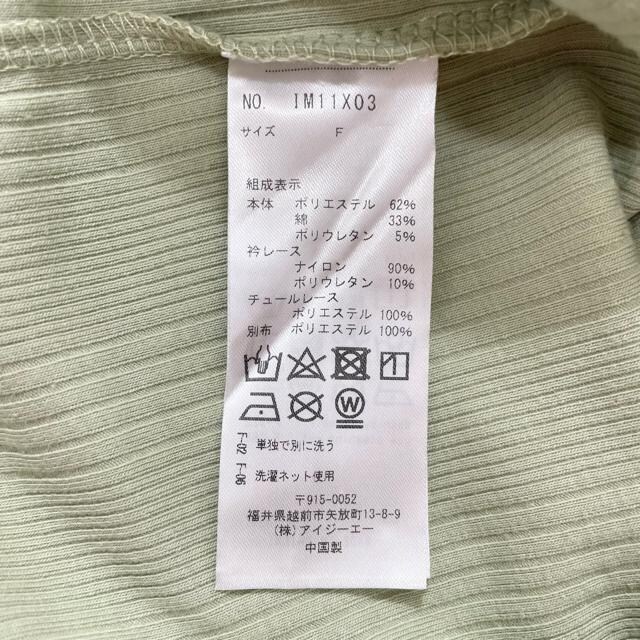 NO. IM11X03
サイズ F
組成表示
本体 ポリエステル 62%
綿 33%
ポリウレタン 5%
衿レース
ナイロン 90%
ポリウレタン 10%
チュールレース
ポリエステル 100%
別布 ポリエステル 100%
W
F-02 単独で別に洗う
F-06 洗濯ネット使用
〒915-0052
福井県越前市矢放町13-8-9
(株)アイジーエー
中国製